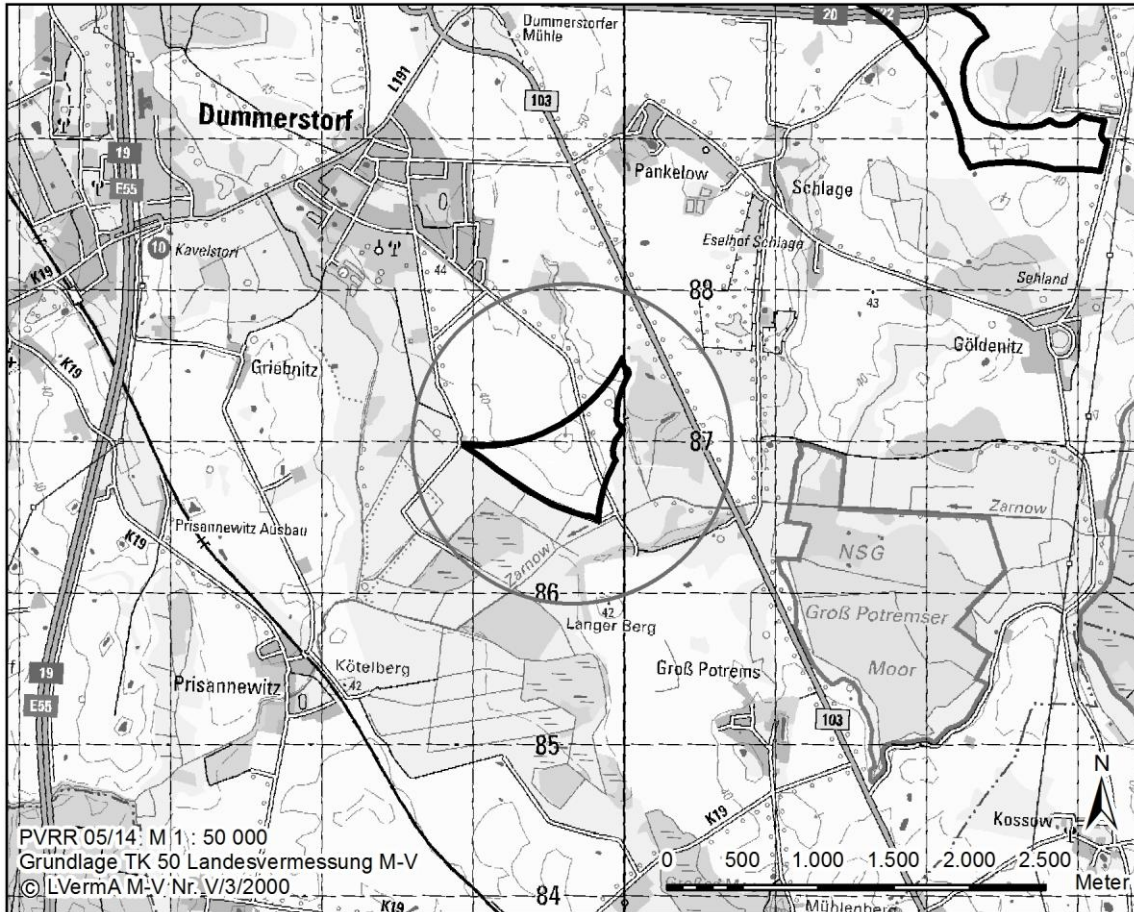 20
Dummerstorfer
Mühle
L191
103
Dummerstorf
19
E55
Pankelow
Schlage
10
Kavelstorf
Eselhof Schlage
K19
44
88
43
Sehland
Göldenitz
Griebnitz
40
K19
87
Zarnow
Prisannewitz Ausbau
K19
NSG
Zarnow
86
42
Langer Berg
Groß Potremser
Moor
Groß Potrems
Kötelberg
42
Prisannewitz
19
E55
103
85
N
K19
Kossow
PVRR 05/14 M 1 : 50 000
Grundlage TK 50 Landesvermessung M-V
© LVermA M-V Nr. V/3/2000
0 500 1.000 1.500 2.000 2.500
Meter
84
K19
Mühlenberg